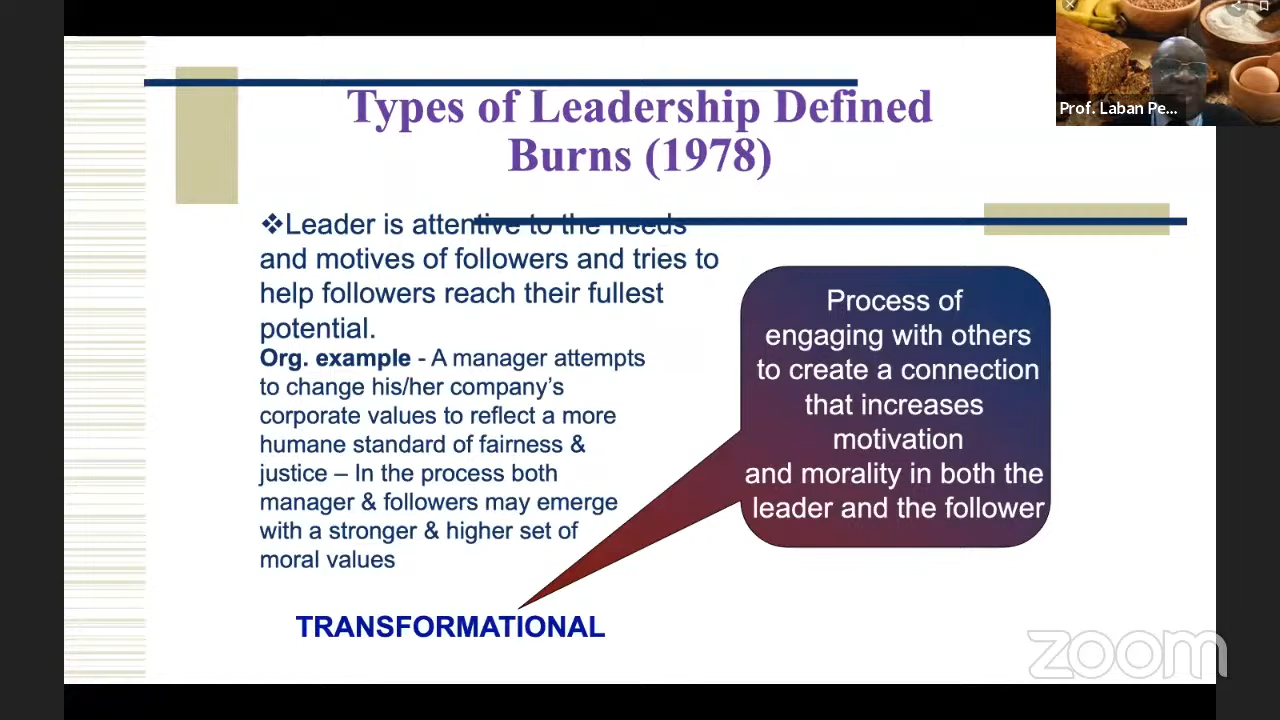 Types of Leadership Defined
Burns (1978)
❖Leader is attentive to the needs
and motives of followers and tries to
help followers reach their fullest
potential.
Org. example - A manager attempts
to change his/her company’s
corporate values to reflect a more
humane standard of fairness &
justice – In the process both
manager & followers may emerge
with a stronger & higher set of
moral values
TRANSFORMATIONAL
Process of
engaging with others
to create a connection
that increases
motivation
and morality in both the
leader and the follower
Prof. Laban Pe...
zoom